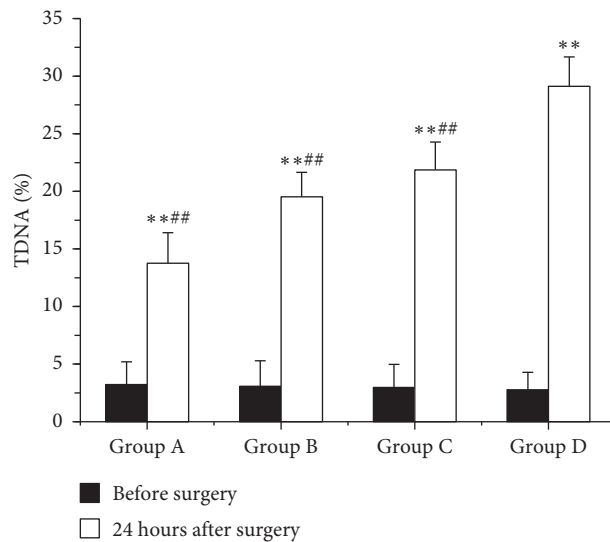 35
30
25
20
15
10
5
0
TDNA (%)
**##
**##
**##
**
Group A
Group B
Group C
Group D
Before surgery
24 hours after surgery